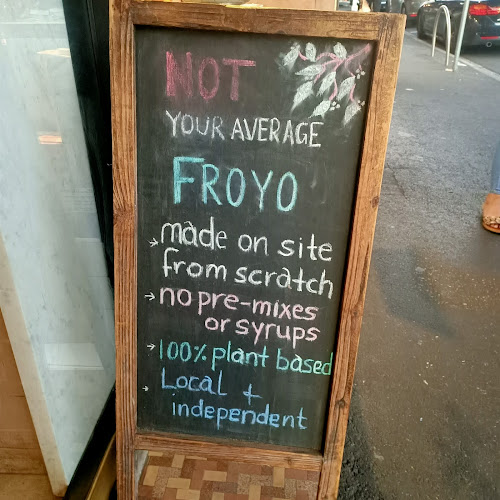 NOT
YOUR AVERAGE
FROYO
→ made on site
from scratch
→ no pre-mixes
or syrups
→ 100% plant based
→ Local &
independent